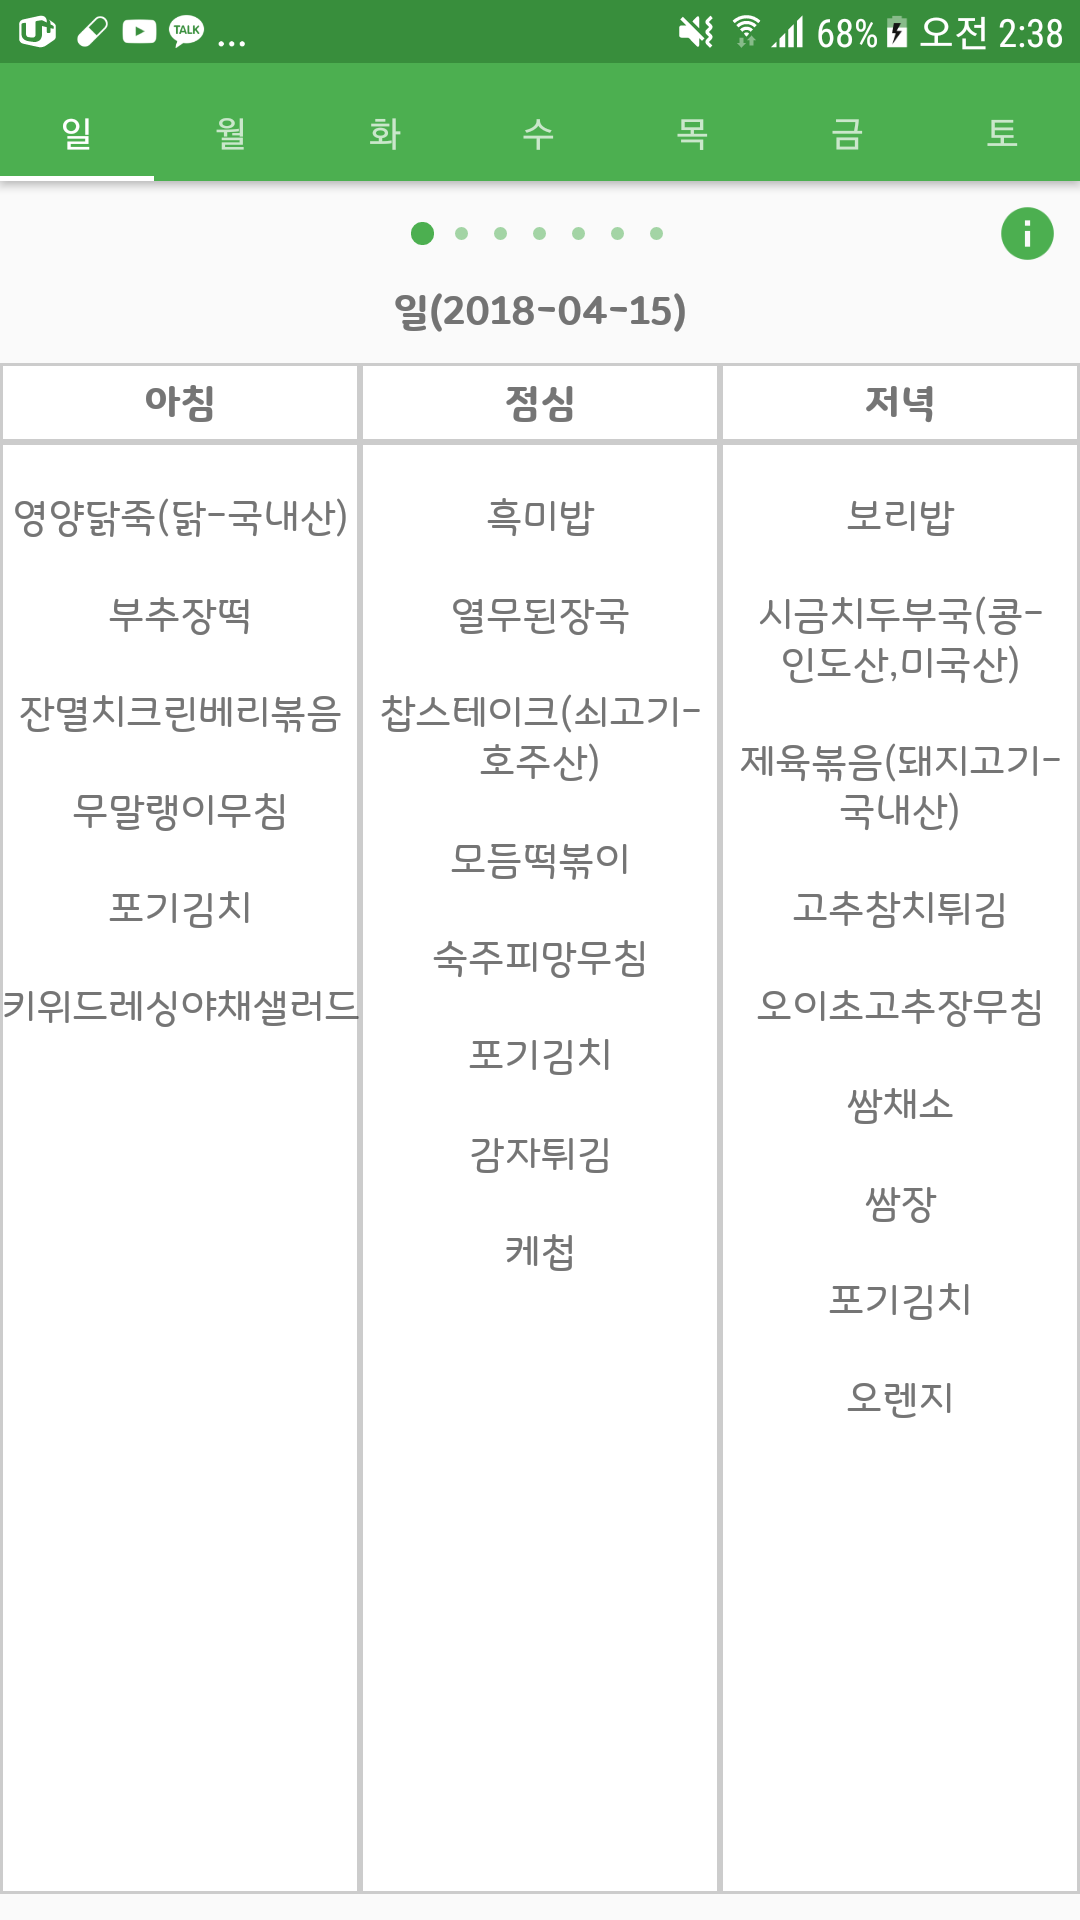 U+ TALK ... 68% 오전 2:38
일 월 화 수 목 금 토
일(2018-04-15)
아침 점심 저녁
영양닭죽(닭-국내산)
부추장떡
잔멸치크린베리볶음
무말랭이무침
포기김치
키위드레싱야채샐러드
흑미밥
열무된장국
찹스테이크(쇠고기-
호주산)
모듬떡볶이
숙주피망무침
포기김치
감자튀김
케첩
보리밥
시금치두부국(콩-
인도산,미국산)
제육볶음(돼지고기-
국내산)
고추참치튀김
오이초고추장무침
쌈채소
쌈장
포기김치
오렌지